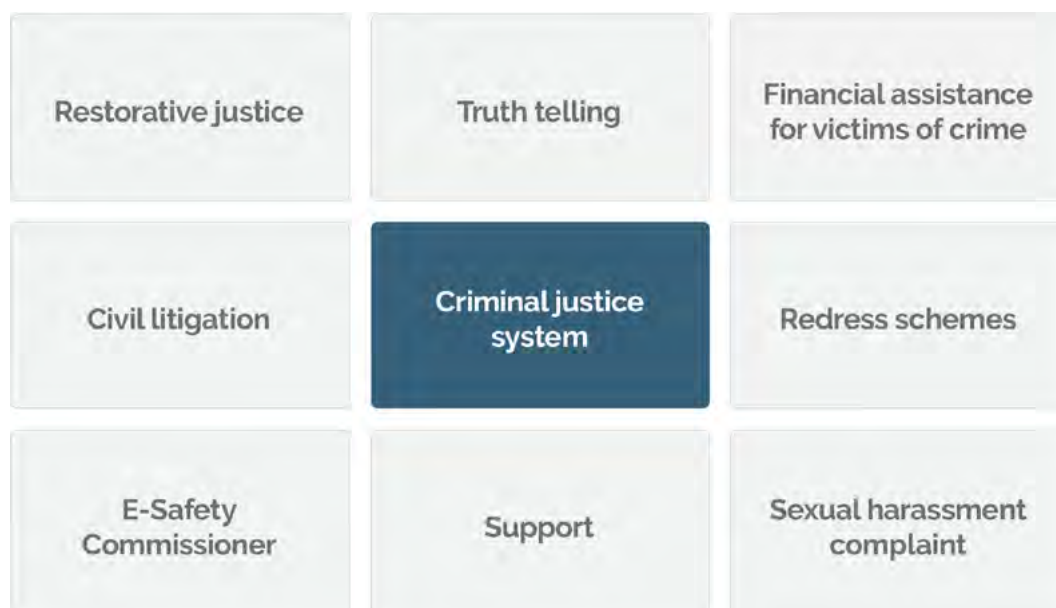 Restorative justice
Truth telling
Financial assistance
for victims of crime
Civil litigation
Criminal justice
system
Redress schemes
E-Safety
Commissioner
Support
Sexual harassment
complaint